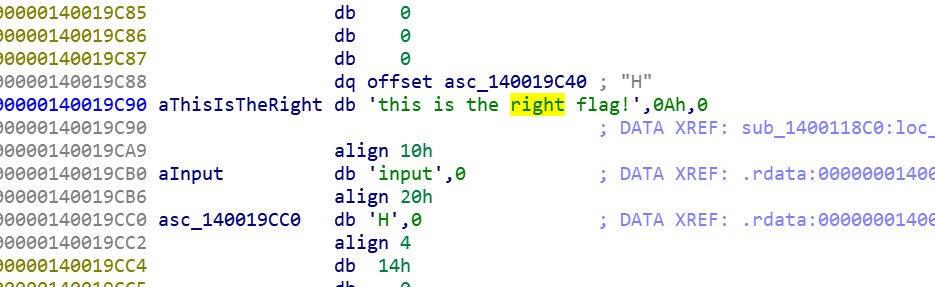 00000140019C85 db 0
00000140019C86 db 0
00000140019C87 db 0
00000140019C88 dq offset asc_140019C40 ; "H"
00000140019C90 aThisIsTheRight db 'this is the right flag!',0Ah,0
00000140019C90 ; DATA XREF: sub_1400118C0:loc_
00000140019CA9 align 10h
00000140019CB0 aInput db 'input',0 ; DATA XREF: .rdata:00000001400
00000140019CB6 align 20h
00000140019CC0 asc_140019CC0 db 'H',0 ; DATA XREF: .rdata:00000001400
00000140019CC2 align 4
00000140019CC4 db 14h